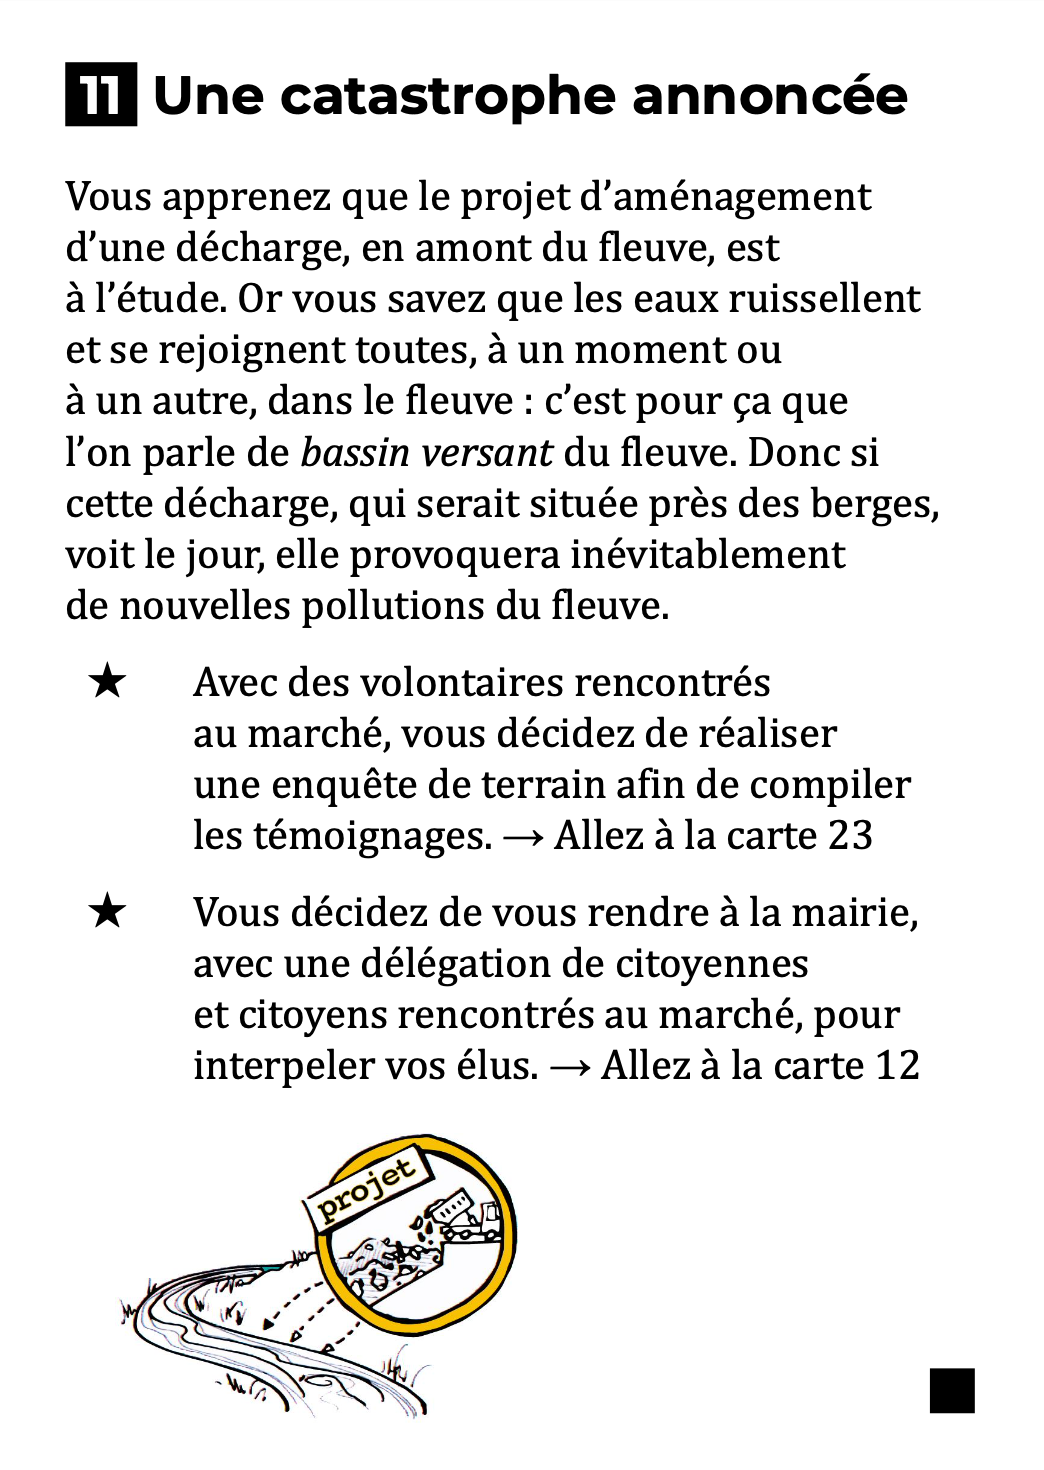 11 Une catastrophe annoncée
Vous apprenez que le projet d’aménagement
d’une décharge, en amont du fleuve, est
à l’étude. Or vous savez que les eaux ruissellent
et se rejoignent toutes, à un moment ou
à un autre, dans le fleuve : c’est pour ça que
l’on parle de bassin versant du fleuve. Donc si
cette décharge, qui serait située près des berges,
voit le jour, elle provoquera inévitablement
de nouvelles pollutions du fleuve.
★ Avec des volontaires rencontrés
au marché, vous décidez de réaliser
une enquête de terrain afin de compiler
les témoignages. → Allez à la carte 23
★ Vous décidez de vous rendre à la mairie,
avec une délégation de citoyennes
et citoyens rencontrés au marché, pour
interpeler vos élus. → Allez à la carte 12
projet